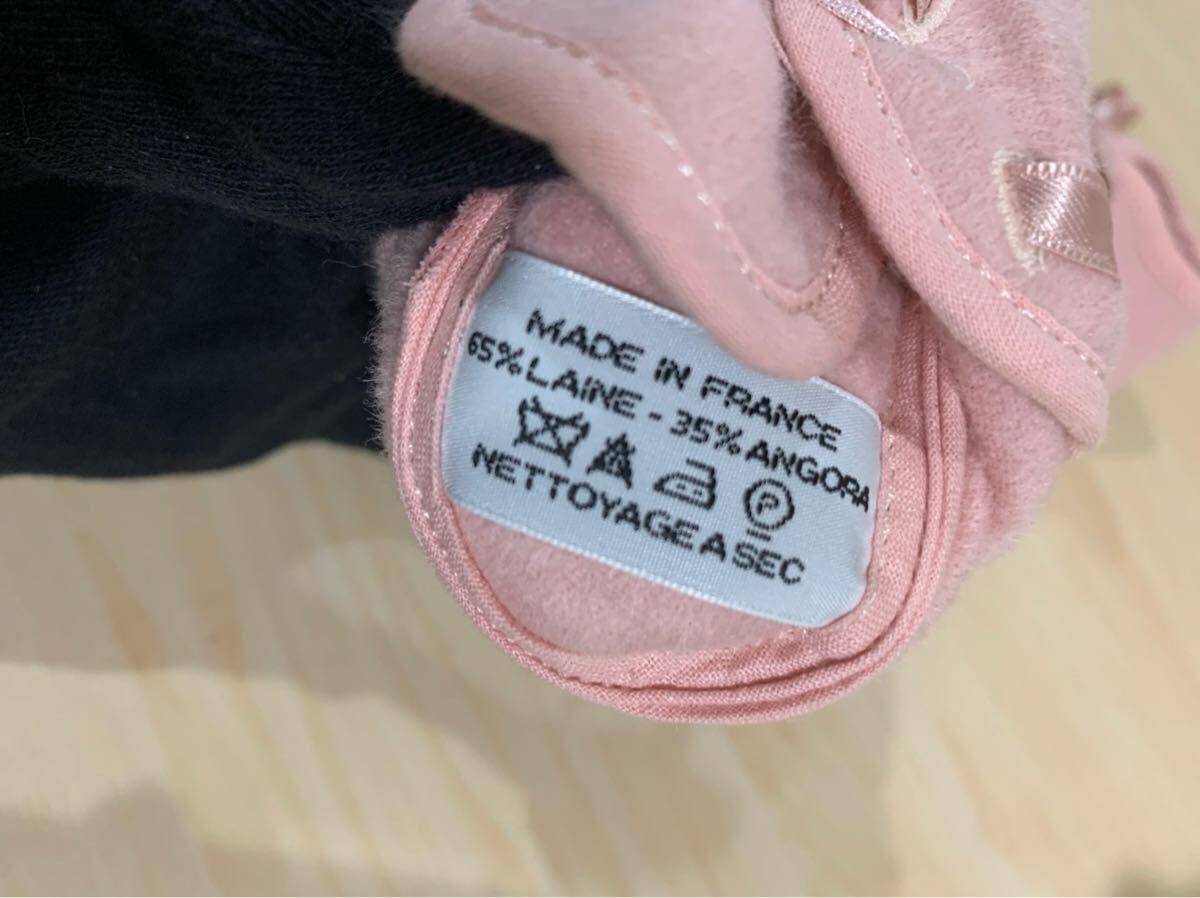 MADE IN FRANCE
65% LAINE - 35% ANGORA
P
NETTOYAGE A SEC